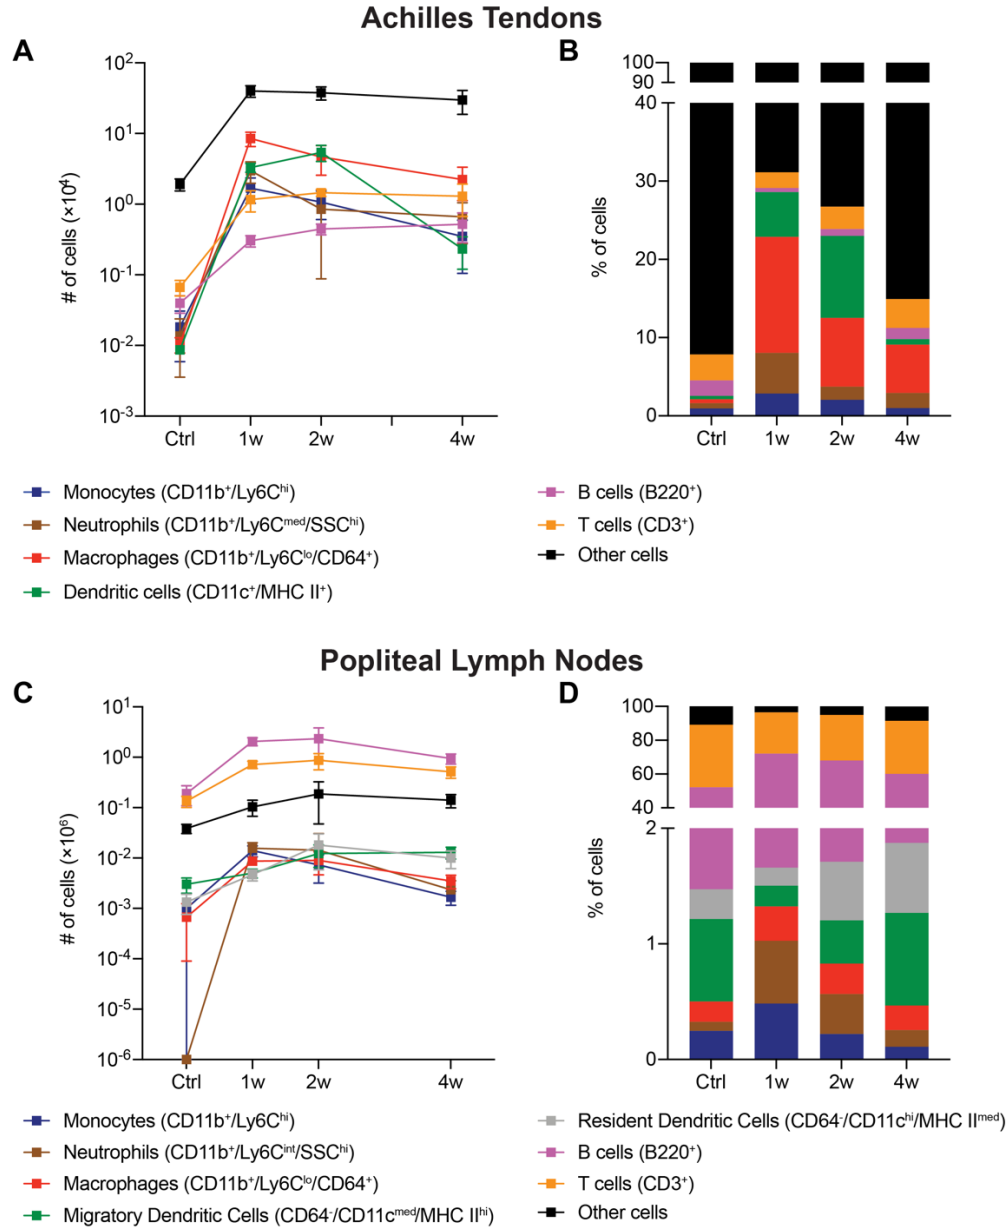 Achilles Tendons
A
B
10²
10¹
10⁰
10⁻¹
10⁻²
10⁻³
# of cells (×10⁴)
Ctrl 1w 2w 4w
100
90
40
30
20
10
0
% of cells
Ctrl 1w 2w 4w
Monocytes (CD11b⁺/Ly6Cʰⁱ)
Neutrophils (CD11b⁺/Ly6Cᵐᵉᵈ/SSCʰⁱ)
Macrophages (CD11b⁺/Ly6Cˡᵒ/CD64⁺)
Dendritic cells (CD11c⁺/MHC II⁺)
B cells (B220⁺)
T cells (CD3⁺)
Other cells
Popliteal Lymph Nodes
C
D
10¹
10⁰
10⁻¹
10⁻²
10⁻³
10⁻⁴
10⁻⁵
10⁻⁶
# of cells (×10⁶)
Ctrl 1w 2w 4w
100
80
60
40
2
1
0
% of cells
Ctrl 1w 2w 4w
Monocytes (CD11b⁺/Ly6Cʰⁱ)
Neutrophils (CD11b⁺/Ly6Cⁱⁿᵗ/SSCʰⁱ)
Macrophages (CD11b⁺/Ly6Cˡᵒ/CD64⁺)
Migratory Dendritic Cells (CD64⁻/CD11cᵐᵉᵈ/MHC IIʰⁱ)
Resident Dendritic Cells (CD64⁻/CD11cʰⁱ/MHC IIᵐᵉᵈ)
B cells (B220⁺)
T cells (CD3⁺)
Other cells